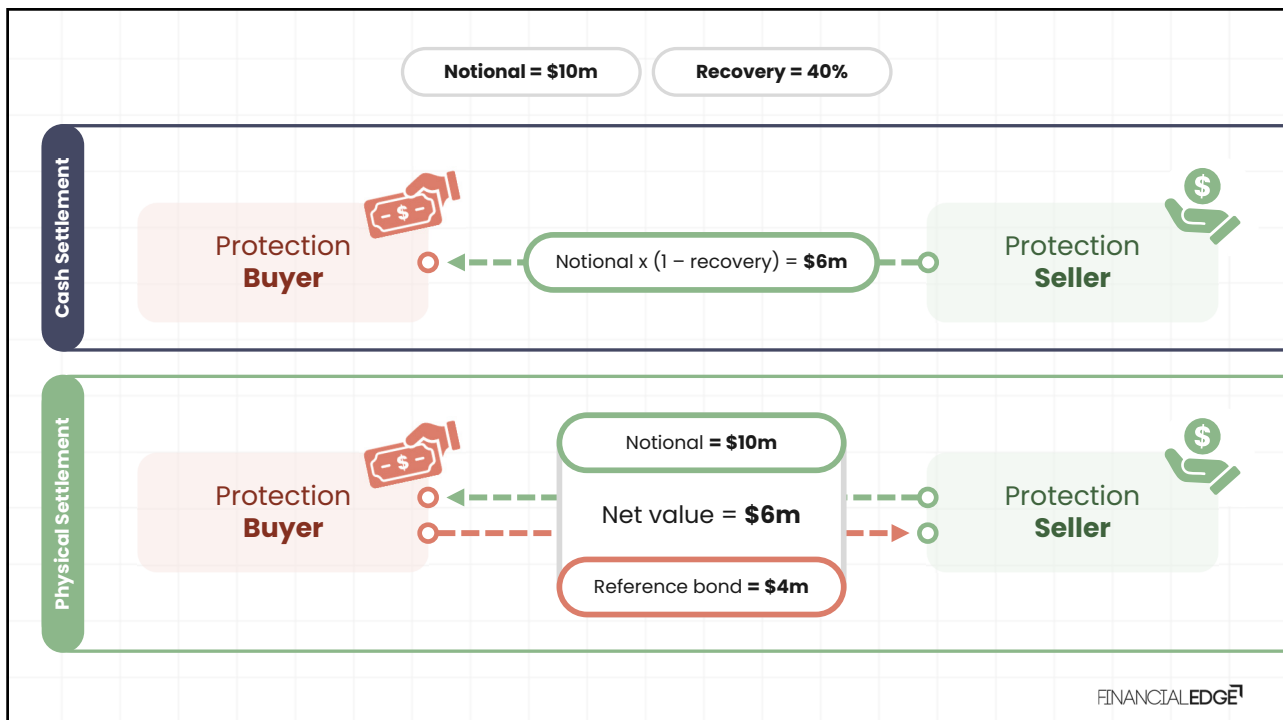 Notional = $10m
Recovery = 40%
Cash Settlement
Protection
Buyer
$
Notional x (1 – recovery) = $6m
$
Protection
Seller
Physical Settlement
Protection
Buyer
$
Notional = $10m
Net value = $6m
Reference bond = $4m
$
Protection
Seller
FINANCIALEDGE